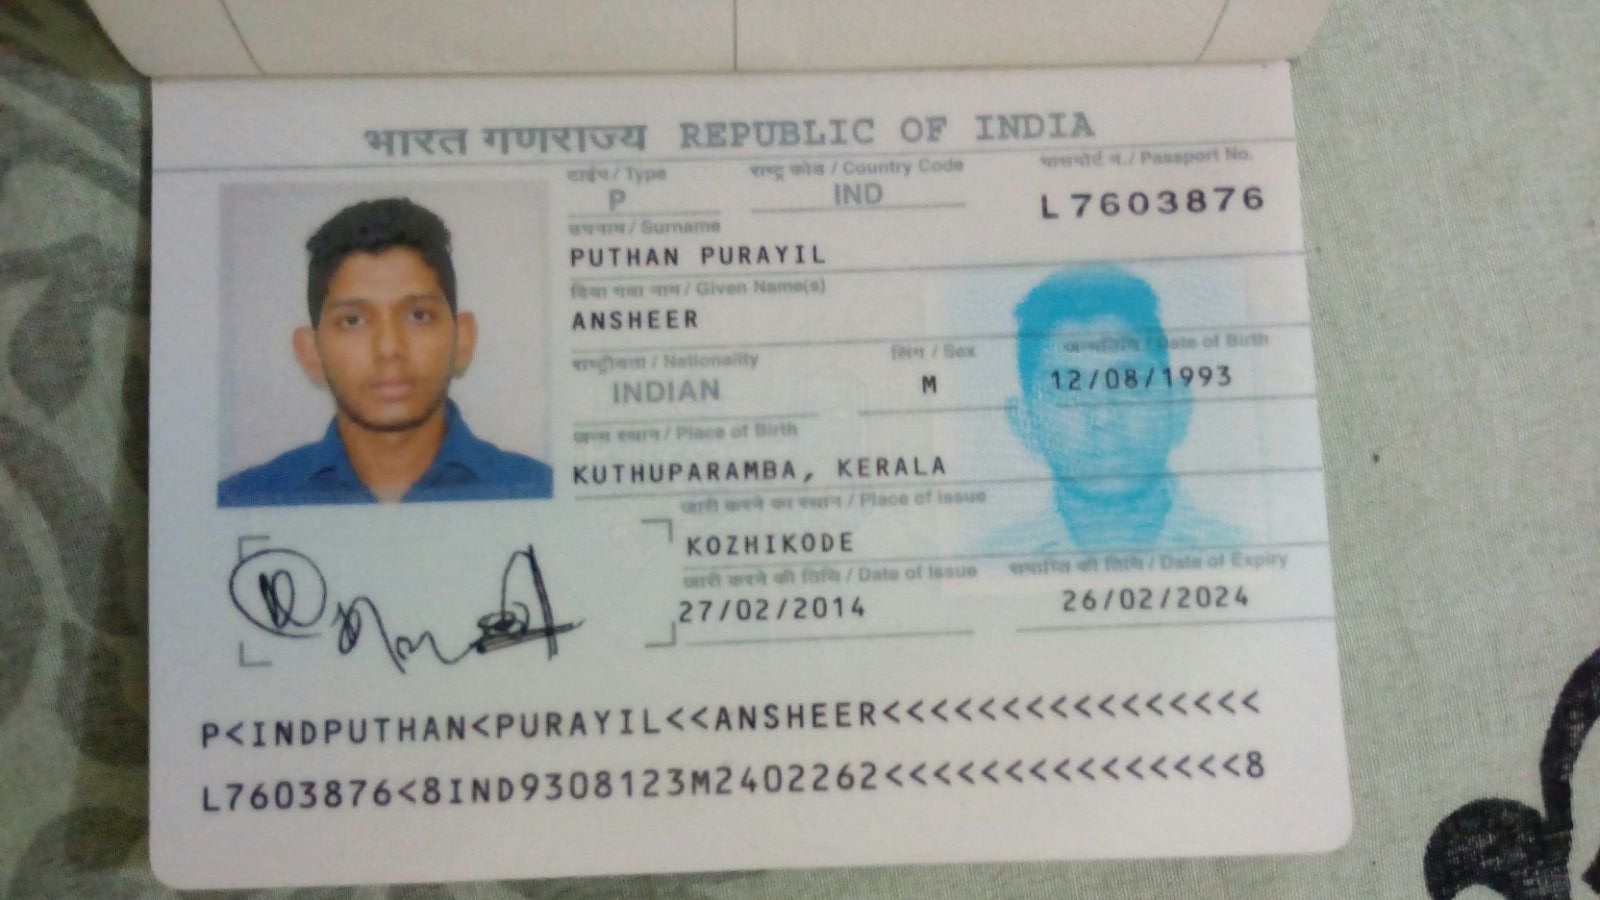 भारत गणराज्य REPUBLIC OF INDIA
टाईप / Type
राष्ट्र कोड / Country Code
पासपोर्ट नं. / Passport No.
P
IND
L7603876
उपनाम / Surname
PUTHAN PURAYIL
दिया गया नाम / Given Name(s)
ANSHEER
राष्ट्रीयता / Nationality
लिंग / Sex
जन्मतिथि / Date of Birth
INDIAN
M
12/08/1993
जन्म स्थान / Place of Birth
KUTHUPARAMBA, KERALA
जारी करने का स्थान / Place of Issue
KOZHIKODE
जारी करने की तिथि / Date of Issue
समाप्ति की तिथि / Date of Expiry
27/02/2014
26/02/2024
P<INDPUTHAN<PURAYIL<<ANSHEER<<<<<<<<<<<<<<<<
L7603876<8IND9308123M2402262<<<<<<<<<<<<<<<8